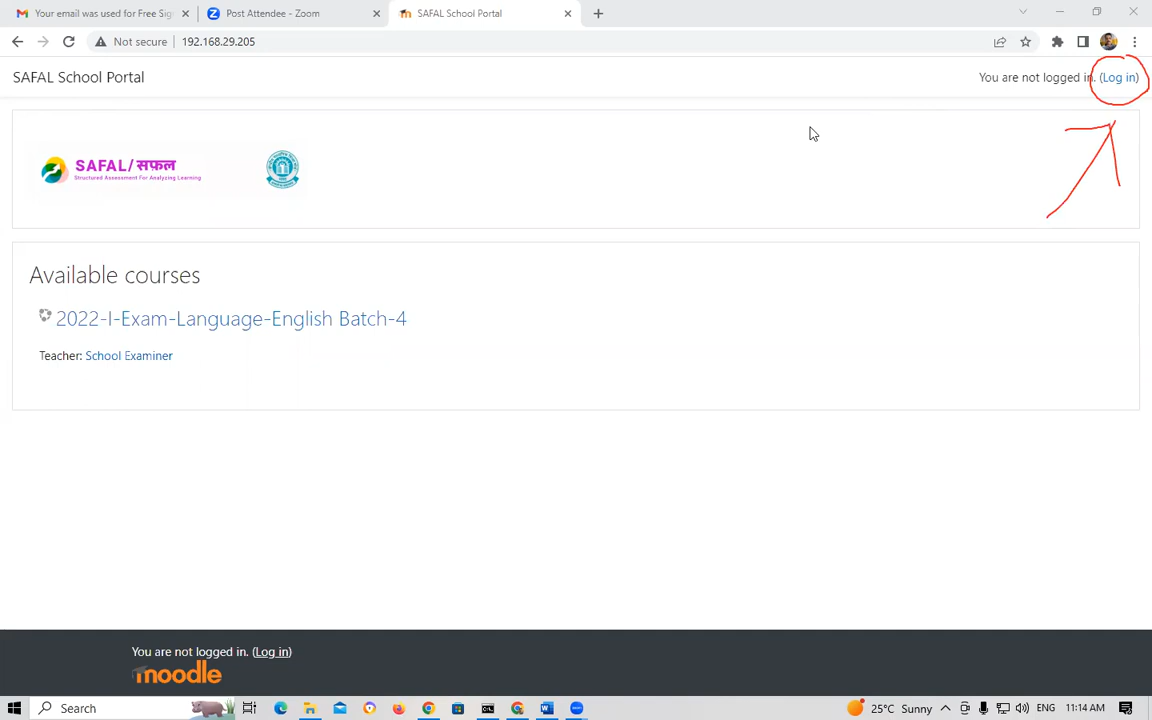 Your email was used for Free Sig
Post Attendee - Zoom
SAFAL School Portal
Not secure
192.168.29.205
SAFAL School Portal
You are not logged in. (Log in)
SAFAL/सफल
Structured Assessment For Analyzing Learning
Available courses
2022-I-Exam-Language-English Batch-4
Teacher: School Examiner
You are not logged in. (Log in)
moodle
Search
25°C Sunny
ENG
11:14 AM